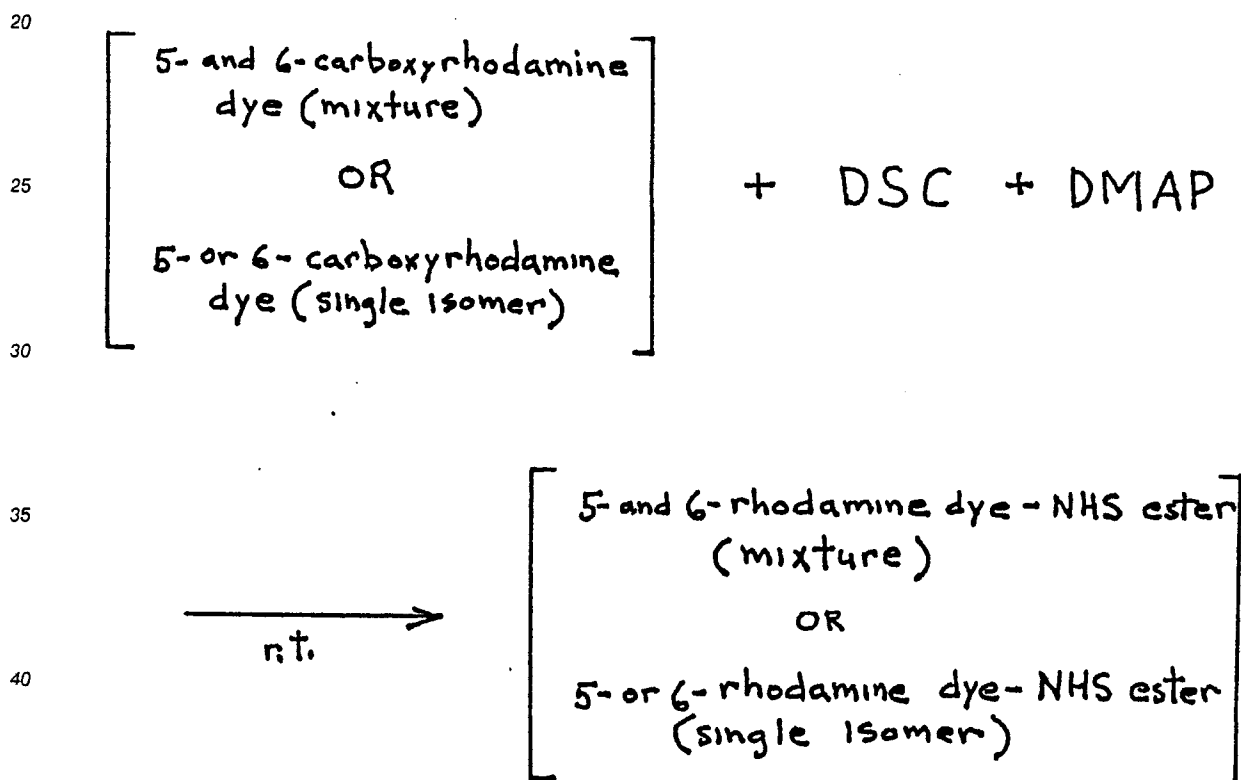 20
5- and 6-carboxyrhodamine
dye (mixture)
OR
25
+ DSC + DMAP
5- or 6-carboxyrhodamine
dye (single isomer)
30
35
5- and 6-rhodamine dye-NHS ester
(mixture)
r.t.
OR
40
5- or 6-rhodamine dye-NHS ester
(single isomer)